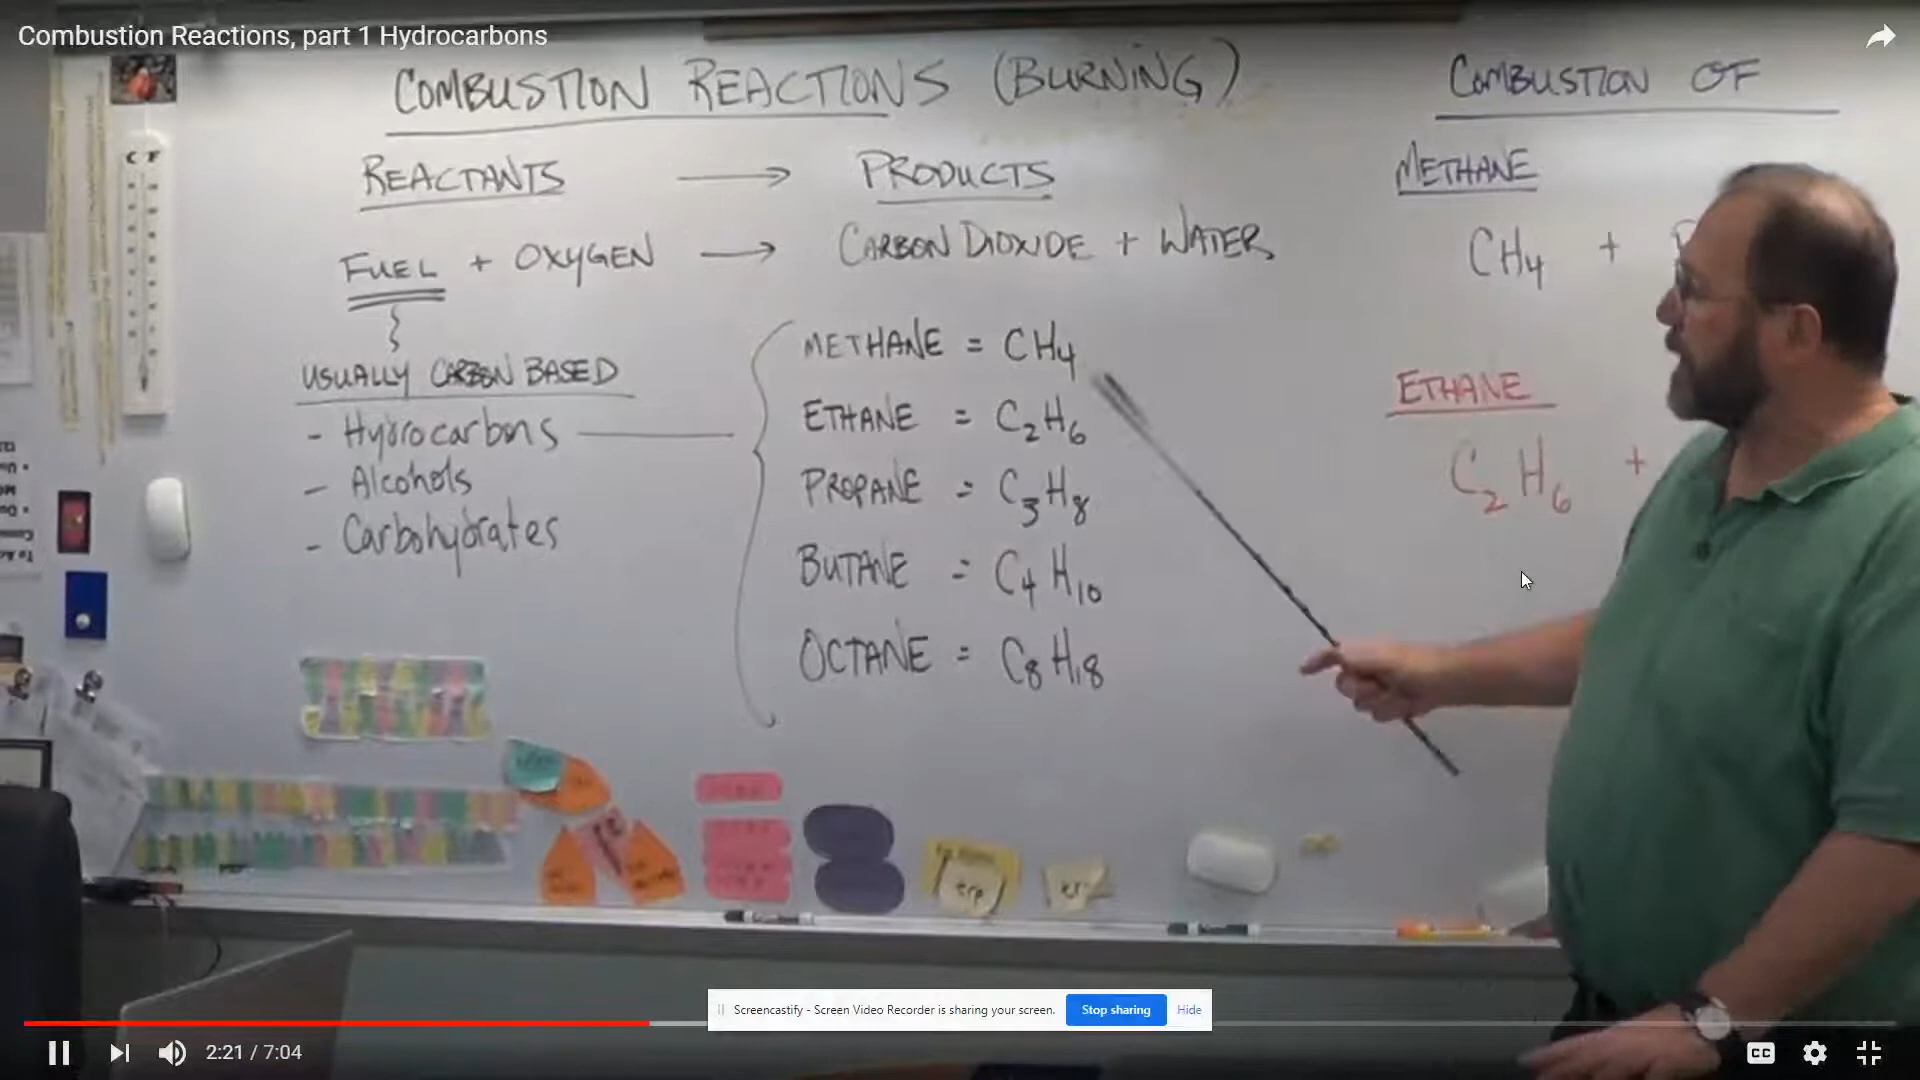 Combustion Reactions, part 1 Hydrocarbons
COMBUSTION REACTIONS (BURNING)
REACTANTS → PRODUCTS
FUEL + OXYGEN → CARBON DIOXIDE + WATER
USUALLY CARBON BASED
- Hydrocarbons
- Alcohols
- Carbohydrates
METHANE = CH4
ETHANE = C2H6
PROPANE = C3H8
BUTANE = C4H10
OCTANE = C8H18
COMBUSTION OF
METHANE
CH4 +
ETHANE
C2H6 +
C F
Screencastify - Screen Video Recorder is sharing your screen.
Stop sharing
Hide
2:21 / 7:04
CC